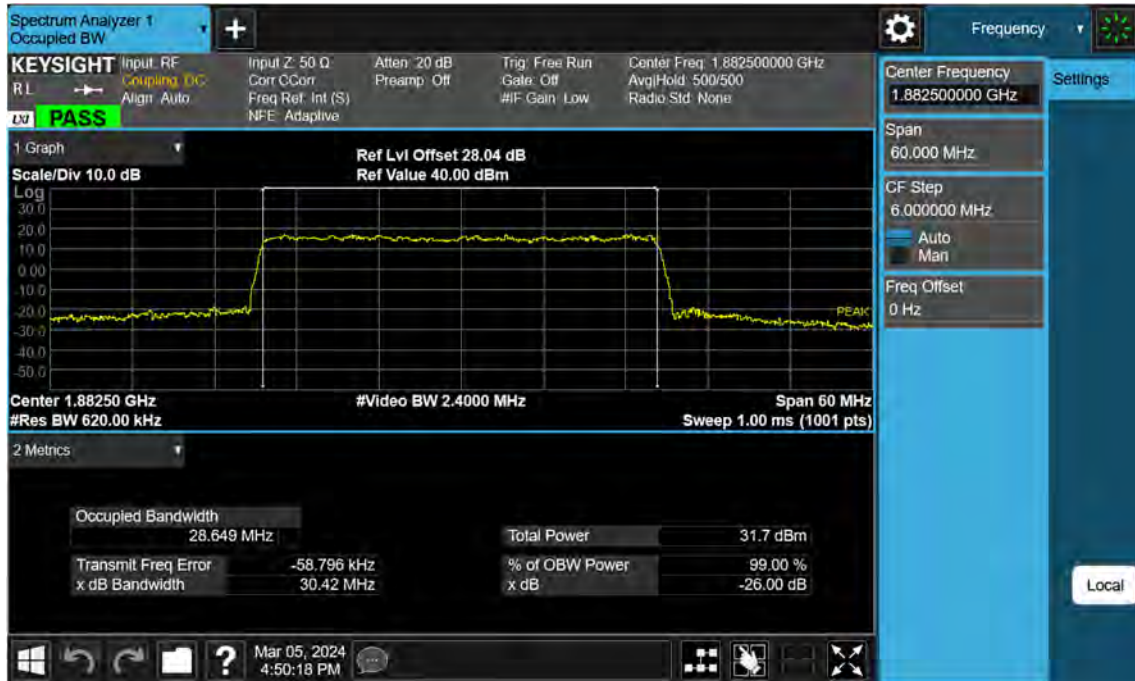 Spectrum Analyzer 1
Occupied BW
+
Frequency
KEYSIGHT
R L
LXI
PASS
Input: RF
Coupling: DC
Align: Auto
Input Z: 50 Ω
Corr CCorr
Freq Ref: Int (S)
NFE: Adaptive
Atten: 20 dB
Preamp: Off
Trig: Free Run
Gate: Off
#IF Gain: Low
Center Freq: 1.882500000 GHz
Avg|Hold: 500/500
Radio Std: None
Center Frequency
1.882500000 GHz
Settings
Span
60.000 MHz
CF Step
6.000000 MHz
Auto
Man
Freq Offset
0 Hz
1 Graph
Scale/Div 10.0 dB
Ref Lvl Offset 28.04 dB
Ref Value 40.00 dBm
Log
30.0
20.0
10.0
0.00
-10.0
-20.0
-30.0
-40.0
-50.0
PEAK
Center 1.88250 GHz
#Video BW 2.4000 MHz
Span 60 MHz
#Res BW 620.00 kHz
Sweep 1.00 ms (1001 pts)
2 Metrics
Occupied Bandwidth
28.649 MHz
Total Power 31.7 dBm
Transmit Freq Error -58.796 kHz
% of OBW Power 99.00 %
x dB Bandwidth 30.42 MHz
x dB -26.00 dB
Local
?
Mar 05, 2024
4:50:18 PM